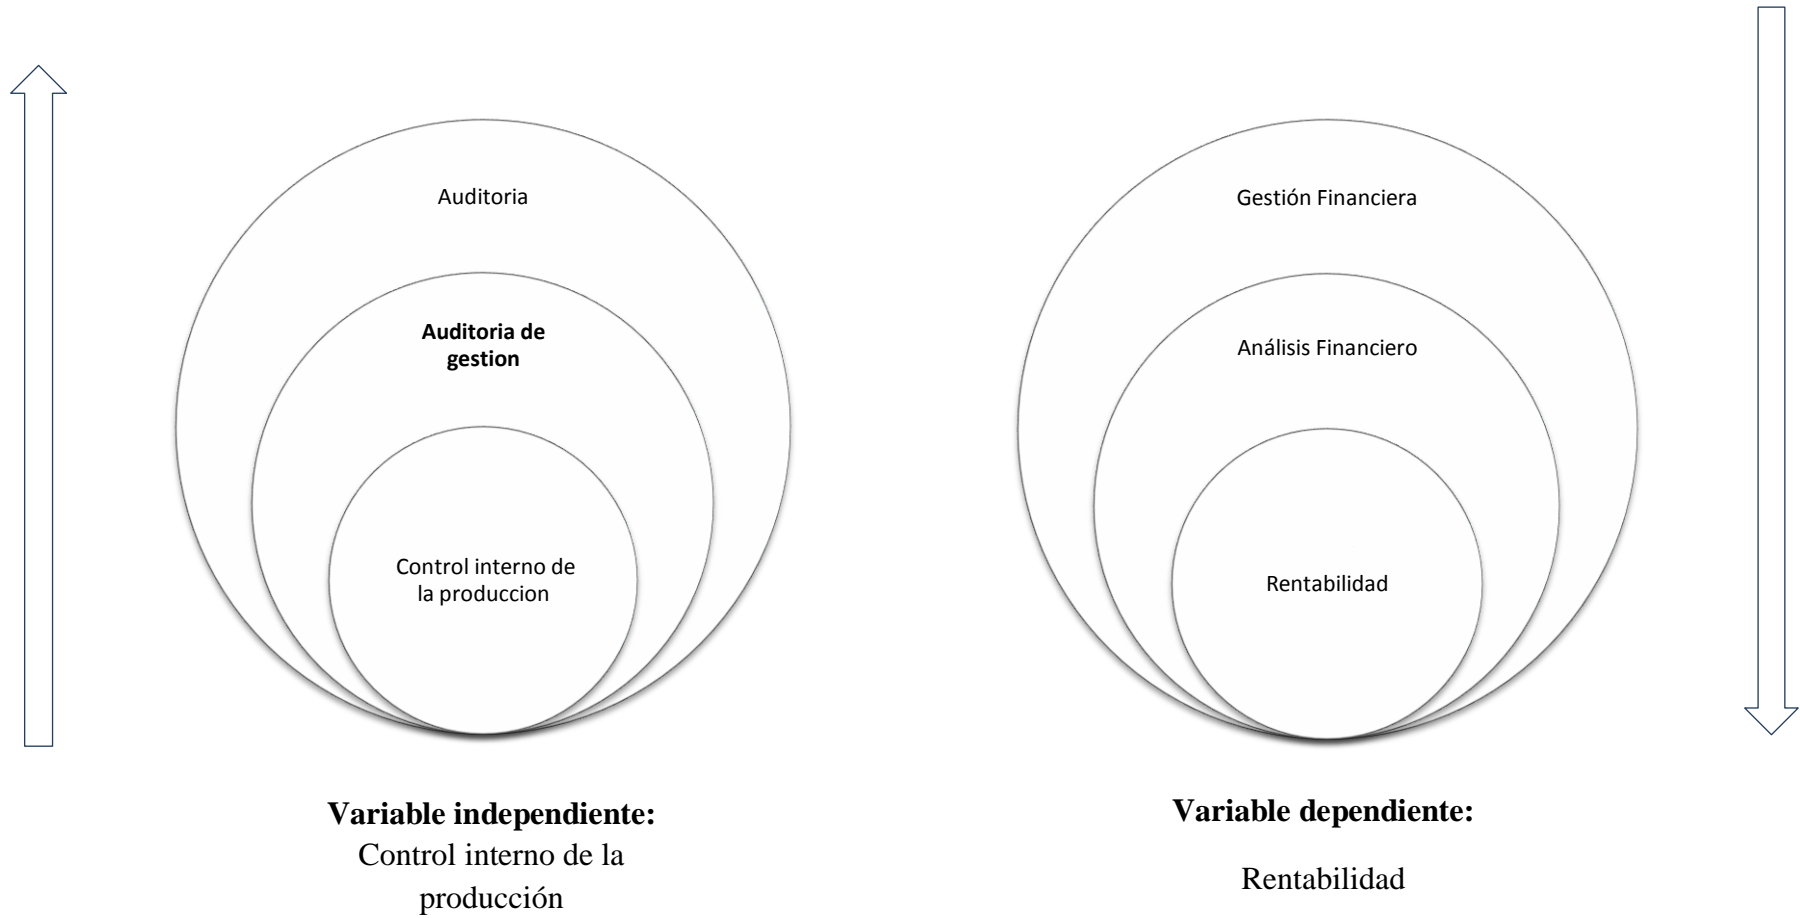 Auditoria
Auditoria de
gestion
Control interno de
la produccion
Variable independiente:
Control interno de la
producción
Gestión Financiera
Análisis Financiero
Rentabilidad
Variable dependiente:
Rentabilidad